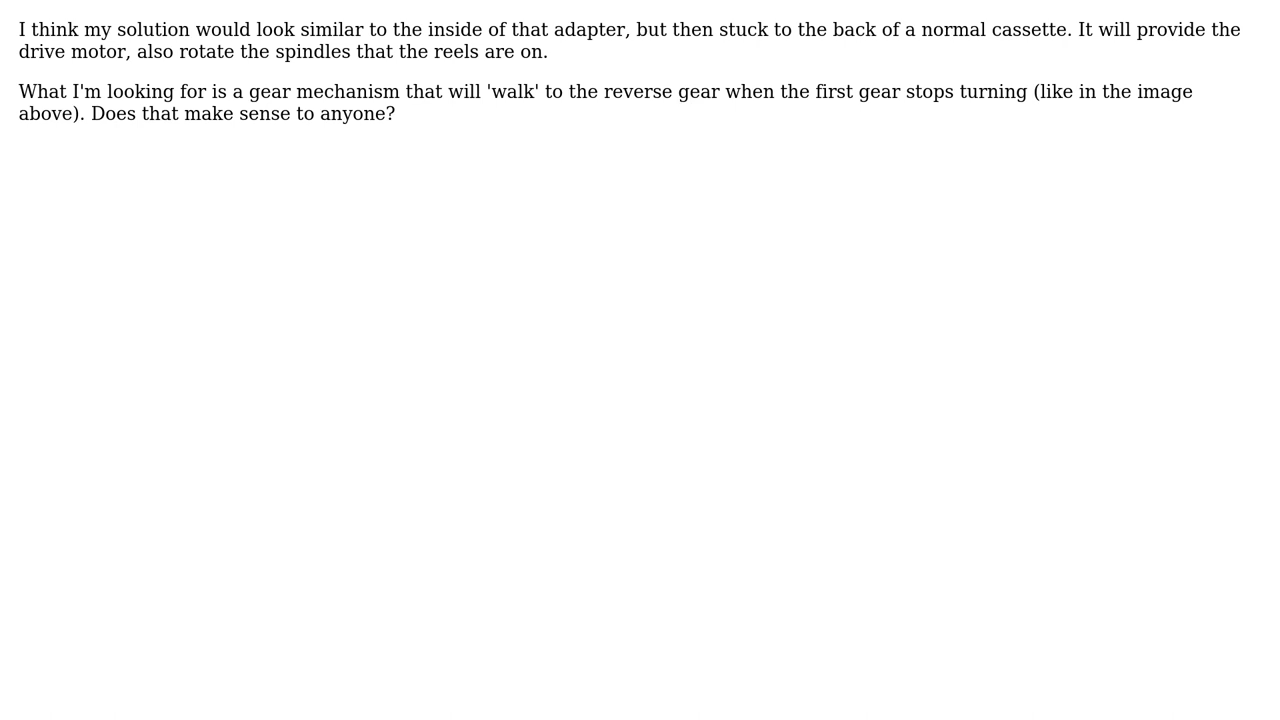 I think my solution would look similar to the inside of that adapter, but then stuck to the back of a normal cassette. It will provide the
drive motor, also rotate the spindles that the reels are on.
What I'm looking for is a gear mechanism that will 'walk' to the reverse gear when the first gear stops turning (like in the image
above). Does that make sense to anyone?